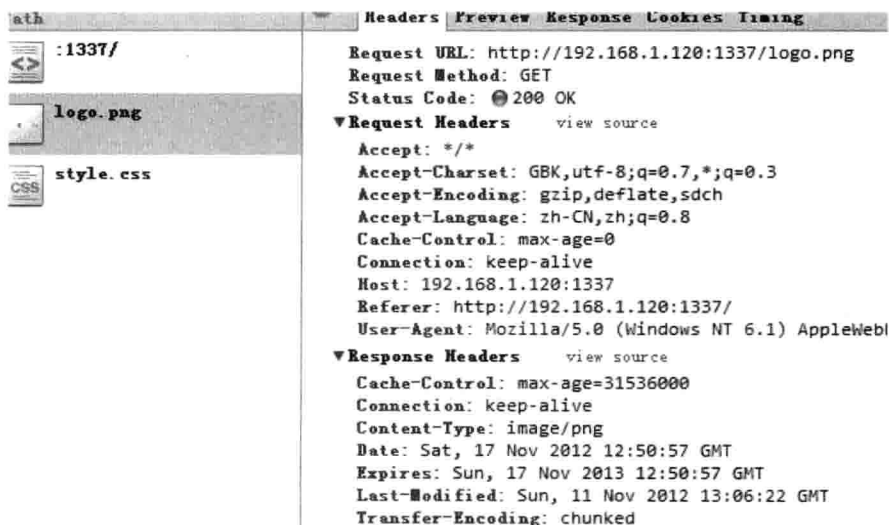 ath
:1337/
logo.png
style.css
Headers Preview Response Cookies Timing
Request URL: http://192.168.1.120:1337/logo.png
Request Method: GET
Status Code: 200 OK
▼Request Headers view source
Accept: */*
Accept-Charset: GBK,utf-8;q=0.7,*;q=0.3
Accept-Encoding: gzip,deflate,sdch
Accept-Language: zh-CN,zh;q=0.8
Cache-Control: max-age=0
Connection: keep-alive
Host: 192.168.1.120:1337
Referer: http://192.168.1.120:1337/
User-Agent: Mozilla/5.0 (Windows NT 6.1) AppleWebl
▼Response Headers view source
Cache-Control: max-age=31536000
Connection: keep-alive
Content-Type: image/png
Date: Sat, 17 Nov 2012 12:50:57 GMT
Expires: Sun, 17 Nov 2013 12:50:57 GMT
Last-Modified: Sun, 11 Nov 2012 13:06:22 GMT
Transfer-Encoding: chunked